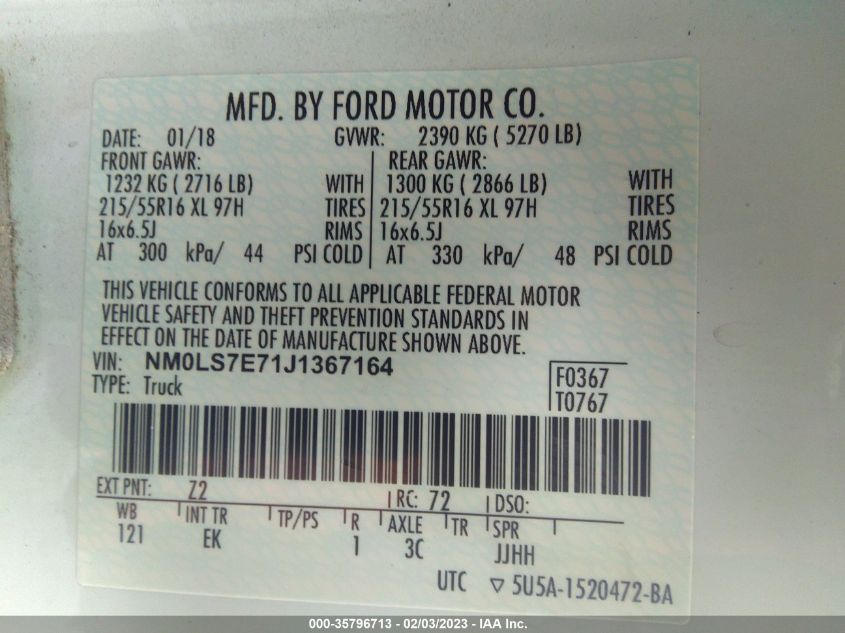 MFD. BY FORD MOTOR CO.
DATE: 01/18 GVWR: 2390 KG ( 5270 LB)
FRONT GAWR: REAR GAWR:
1232 KG ( 2716 LB) WITH 1300 KG ( 2866 LB) WITH
215/55R16 XL 97H TIRES 215/55R16 XL 97H TIRES
16x6.5J RIMS 16x6.5J RIMS
AT 300 kPa/ 44 PSI COLD AT 330 kPa/ 48 PSI COLD
THIS VEHICLE CONFORMS TO ALL APPLICABLE FEDERAL MOTOR
VEHICLE SAFETY AND THEFT PREVENTION STANDARDS IN
EFFECT ON THE DATE OF MANUFACTURE SHOWN ABOVE.
VIN: NM0LS7E71J1367164
TYPE: Truck
F0367
T0767
EXT PNT: Z2 RC: 72 DSO:
WB INT TR TP/PS R AXLE TR SPR
121 EK 1 3C JJHH
UTC ▽ 5U5A-1520472-BA
000-35796713 - 02/03/2023 - IAA Inc.